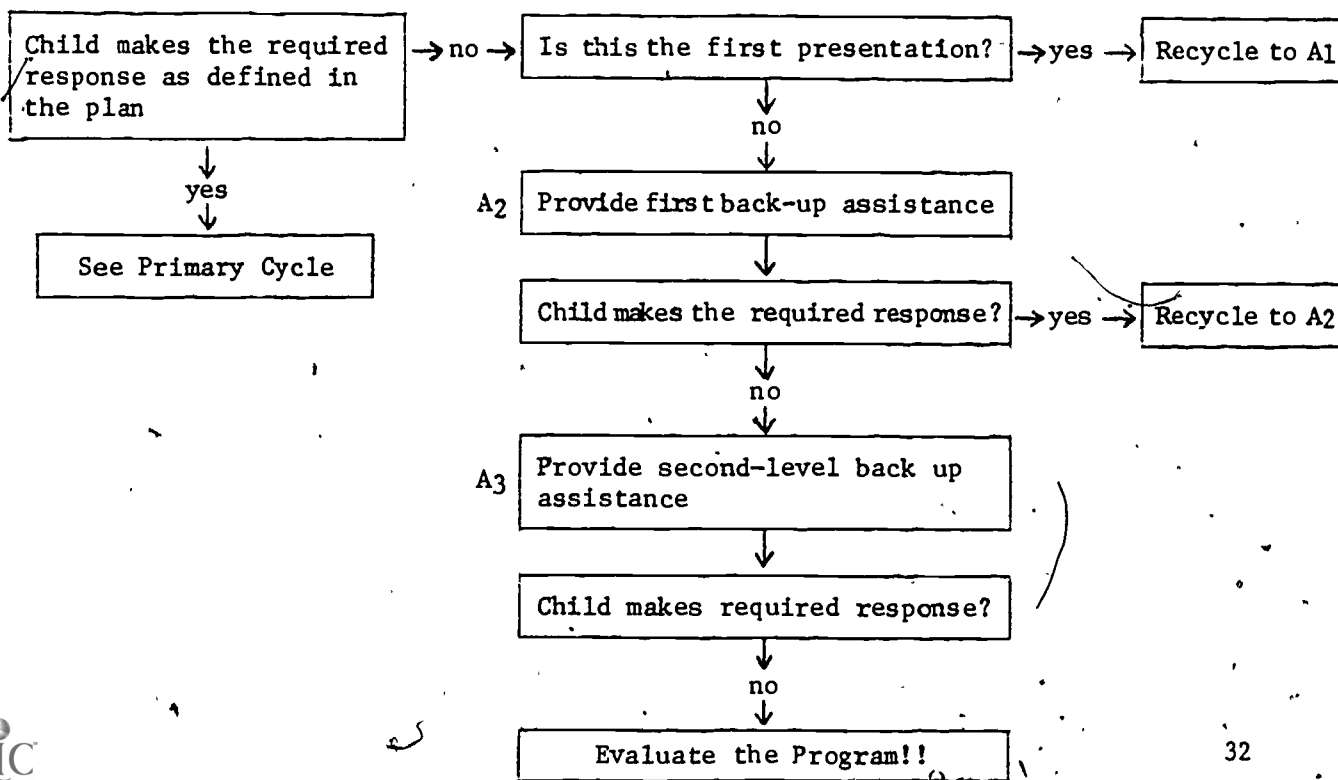 Child makes the required
response as defined in
the plan
→ no →
Is this the first presentation?
→ yes →
Recycle to A1
yes
no
See Primary Cycle
A2
Provide first back-up assistance
Child makes the required response?
→ yes →
Recycle to A2
no
A3
Provide second-level back up
assistance
Child makes required response?
no
Evaluate the Program!!
32
IC